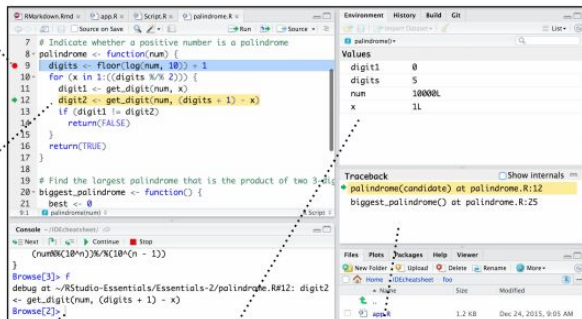 RMarkdown.Rmd × app.R × Script.R × palindrome.R ×
Source on Save Run Source
7 # Indicate whether a positive number is a palindrome
8 palindrome <- function(num) {
9 digits <- floor(log(num, 10)) + 1
10 for (x in 1:((digits %/% 2))) {
11 digit1 <- get_digit(num, x)
12 digit2 <- get_digit(num, (digits + 1) - x)
13 if (digit1 != digit2)
14 return(FALSE)
15 }
16 return(TRUE)
17 }
18
19 # Find the largest palindrome that is the product of two 3-dig
20 biggest_palindrome <- function() {
21 best <- 0
9:1 palindrome(num) R Script
Console ~/IDEcheatsheet/
Next Continue Stop
(num%%(10^n))%/%(10^(n - 1))
}
Browse[3]> f
debug at ~/RStudio-Essentials/Essentials-2/palindrome.R#12: digit2
<- get_digit(num, (digits + 1) - x)
Browse[2]>
Environment History Build Git
Import Dataset List
palindrome()
Values
digit1 0
digits 5
num 10000L
x 1L
Traceback Show internals
palindrome(candidate) at palindrome.R:12
biggest_palindrome() at palindrome.R:25
Files Plots Packages Help Viewer
New Folder Upload Delete Rename More
Home IDEcheatsheet foo
Name Size Modified
..
app.R 1.2 KB Dec 24, 2015, 9:05 AM